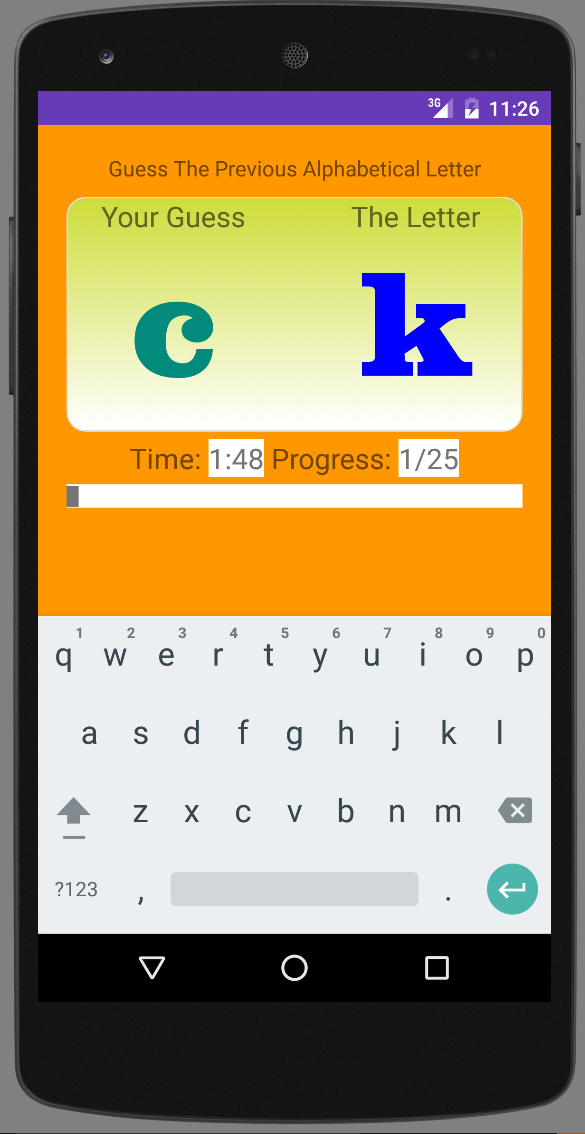 3G 11:26
Guess The Previous Alphabetical Letter
Your Guess The Letter
c k
Time: 1:48 Progress: 1/25
1 2 3 4 5 6 7 8 9 0
q w e r t y u i o p
a s d f g h j k l
z x c v b n m
?123 , .